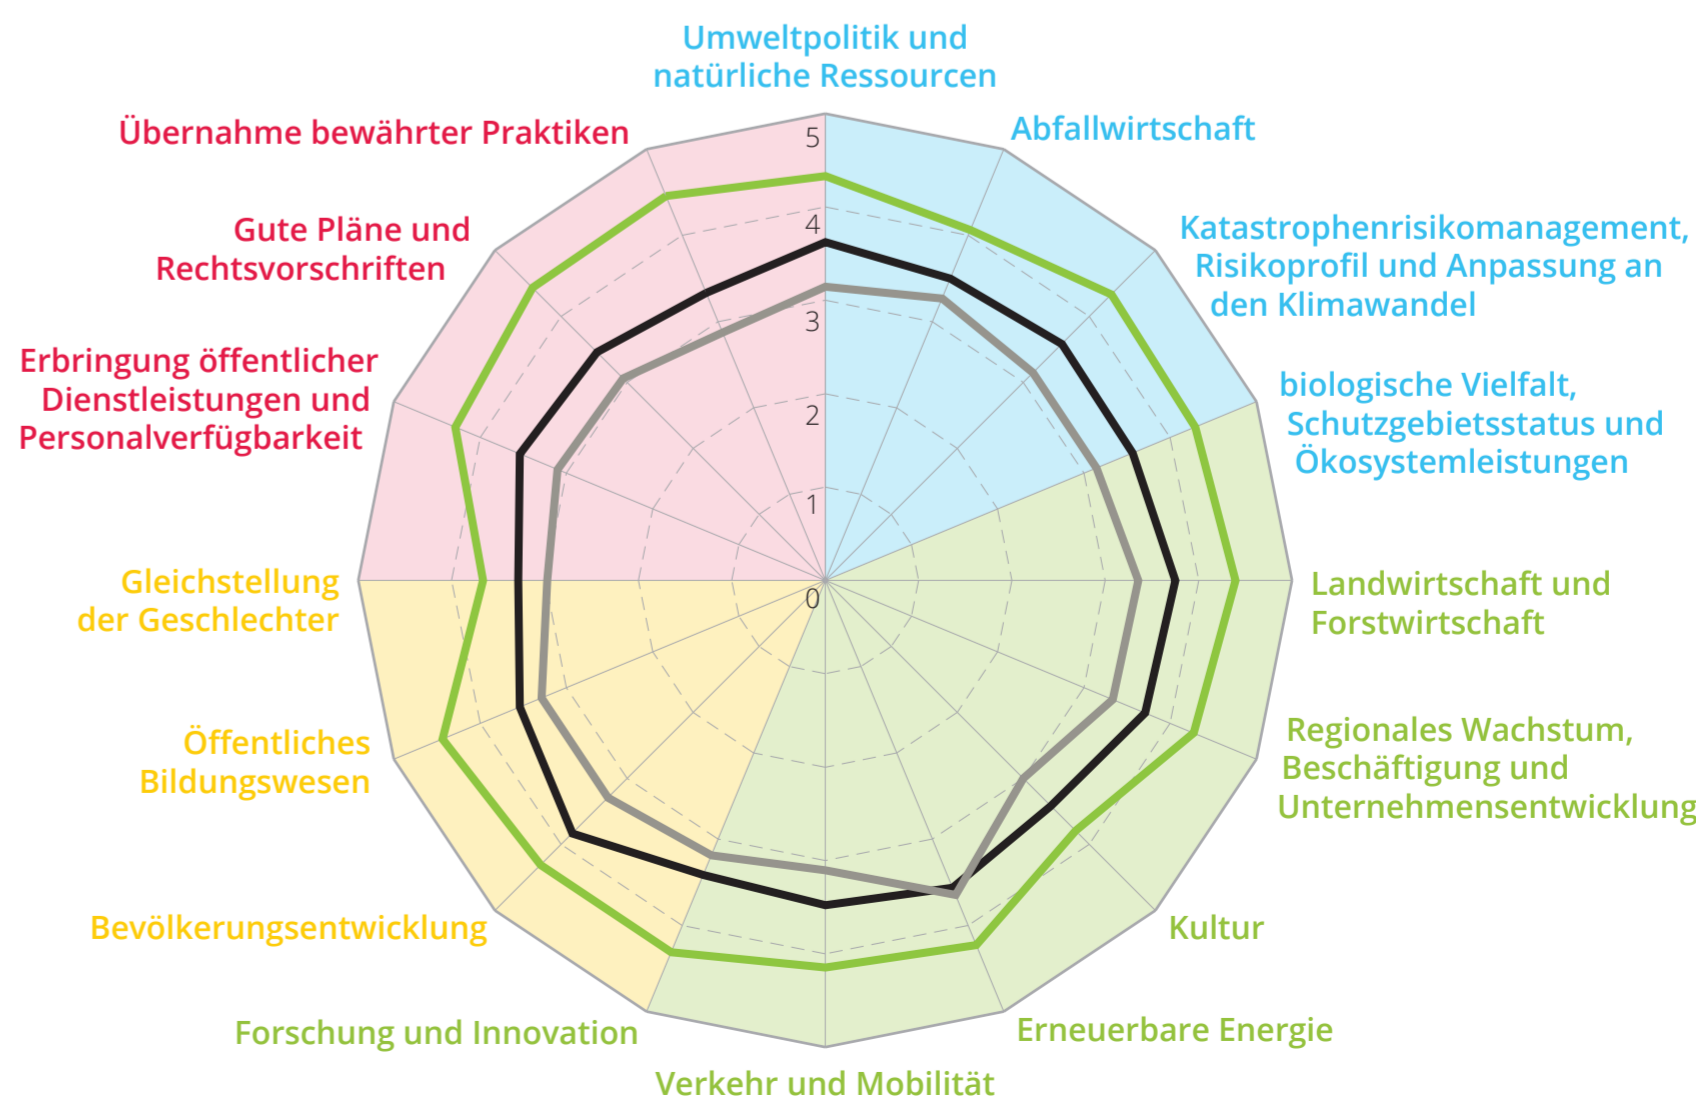 Umweltpolitik und
natürliche Ressourcen
Abfallwirtschaft
Katastrophenrisikomanagement,
Risikoprofil und Anpassung an
den Klimawandel
biologische Vielfalt,
Schutzgebietsstatus und
Ökosystemleistungen
Landwirtschaft und
Forstwirtschaft
Regionales Wachstum,
Beschäftigung und
Unternehmensentwicklung
Kultur
Erneuerbare Energie
Verkehr und Mobilität
Forschung und Innovation
Bevölkerungsentwicklung
Öffentliches
Bildungswesen
Gleichstellung
der Geschlechter
Erbringung öffentlicher
Dienstleistungen und
Personalverfügbarkeit
Gute Pläne und
Rechtsvorschriften
Übernahme bewährter Praktiken
5
4
3
2
1
0